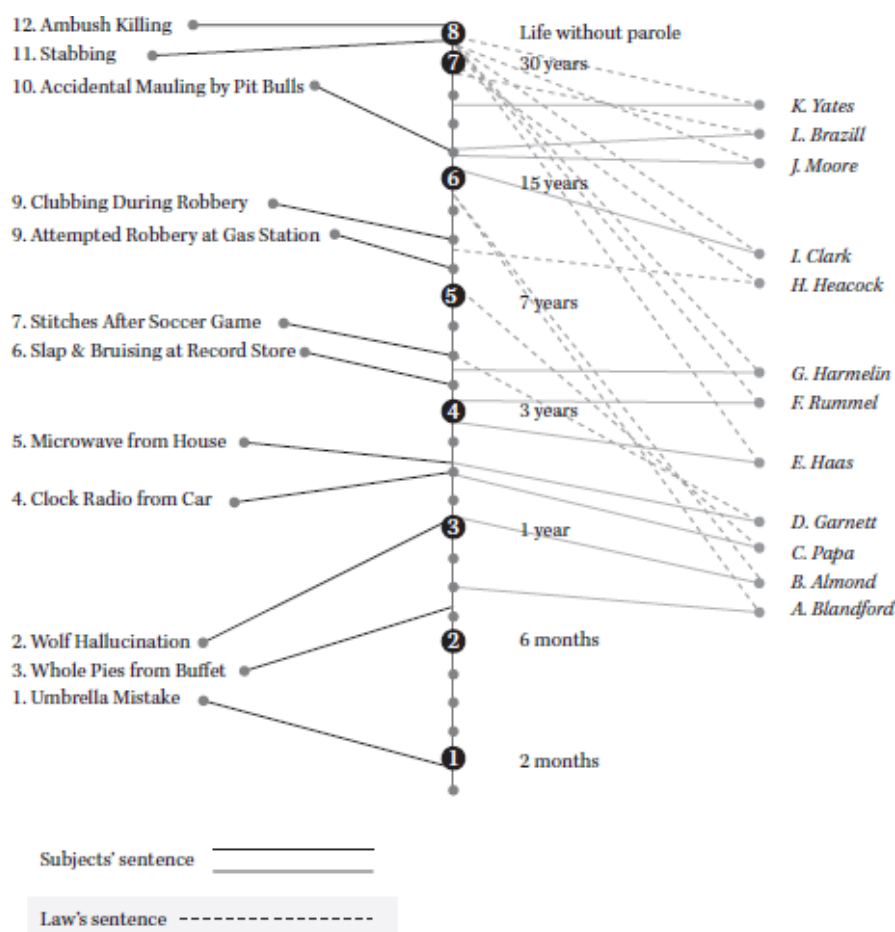 12. Ambush Killing
11. Stabbing
10. Accidental Mauling by Pit Bulls
9. Clubbing During Robbery
9. Attempted Robbery at Gas Station
7. Stitches After Soccer Game
6. Slap & Bruising at Record Store
5. Microwave from House
4. Clock Radio from Car
2. Wolf Hallucination
3. Whole Pies from Buffet
1. Umbrella Mistake
8 Life without parole
7 30 years
6 15 years
5 7 years
4 3 years
3 1 year
2 6 months
1 2 months
K. Yates
L. Brazill
J. Moore
I. Clark
H. Heacock
G. Harmelin
F. Rummel
E. Haas
D. Garnett
C. Papa
B. Almond
A. Blandford
Subjects' sentence
Law's sentence